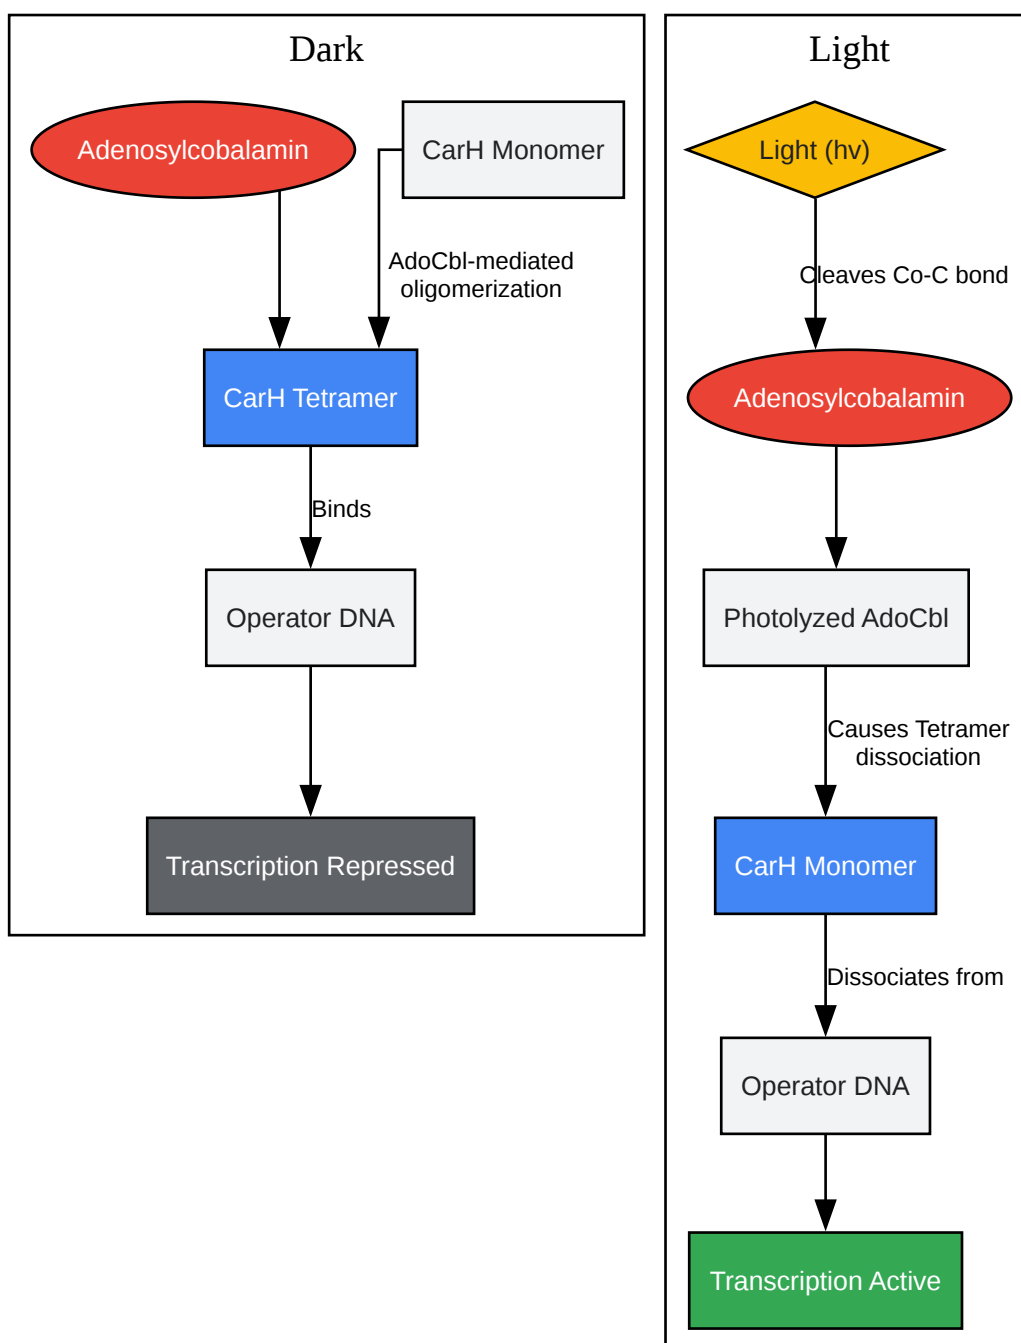 Dark
Adenosylcobalamin
CarH Monomer
AdoCbl-mediated
oligomerization
CarH Tetramer
Binds
Operator DNA
Transcription Repressed
Light
Light (hv)
Cleaves Co-C bond
Adenosylcobalamin
Photolyzed AdoCbl
Causes Tetramer
dissociation
CarH Monomer
Dissociates from
Operator DNA
Transcription Active